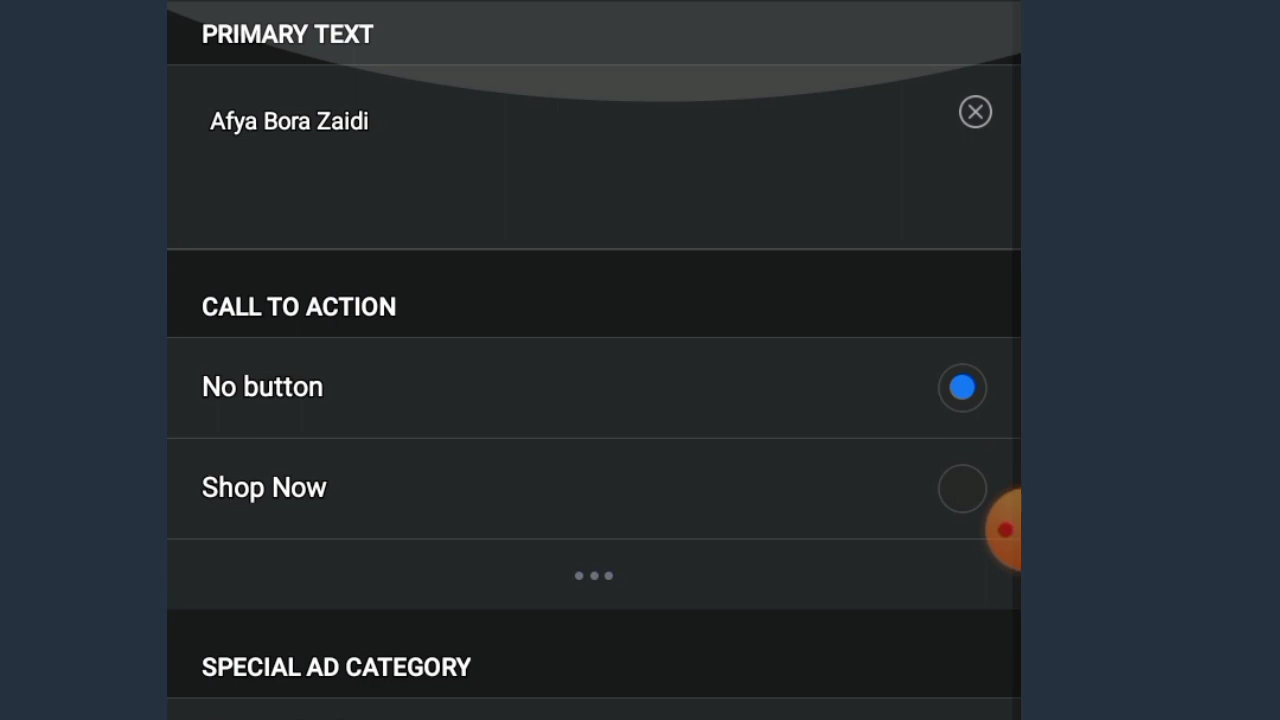 PRIMARY TEXT
Afya Bora Zaidi
CALL TO ACTION
No button
Shop Now
SPECIAL AD CATEGORY